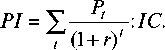 PI = ∑_t P_t / (1 + r)^t : IC.